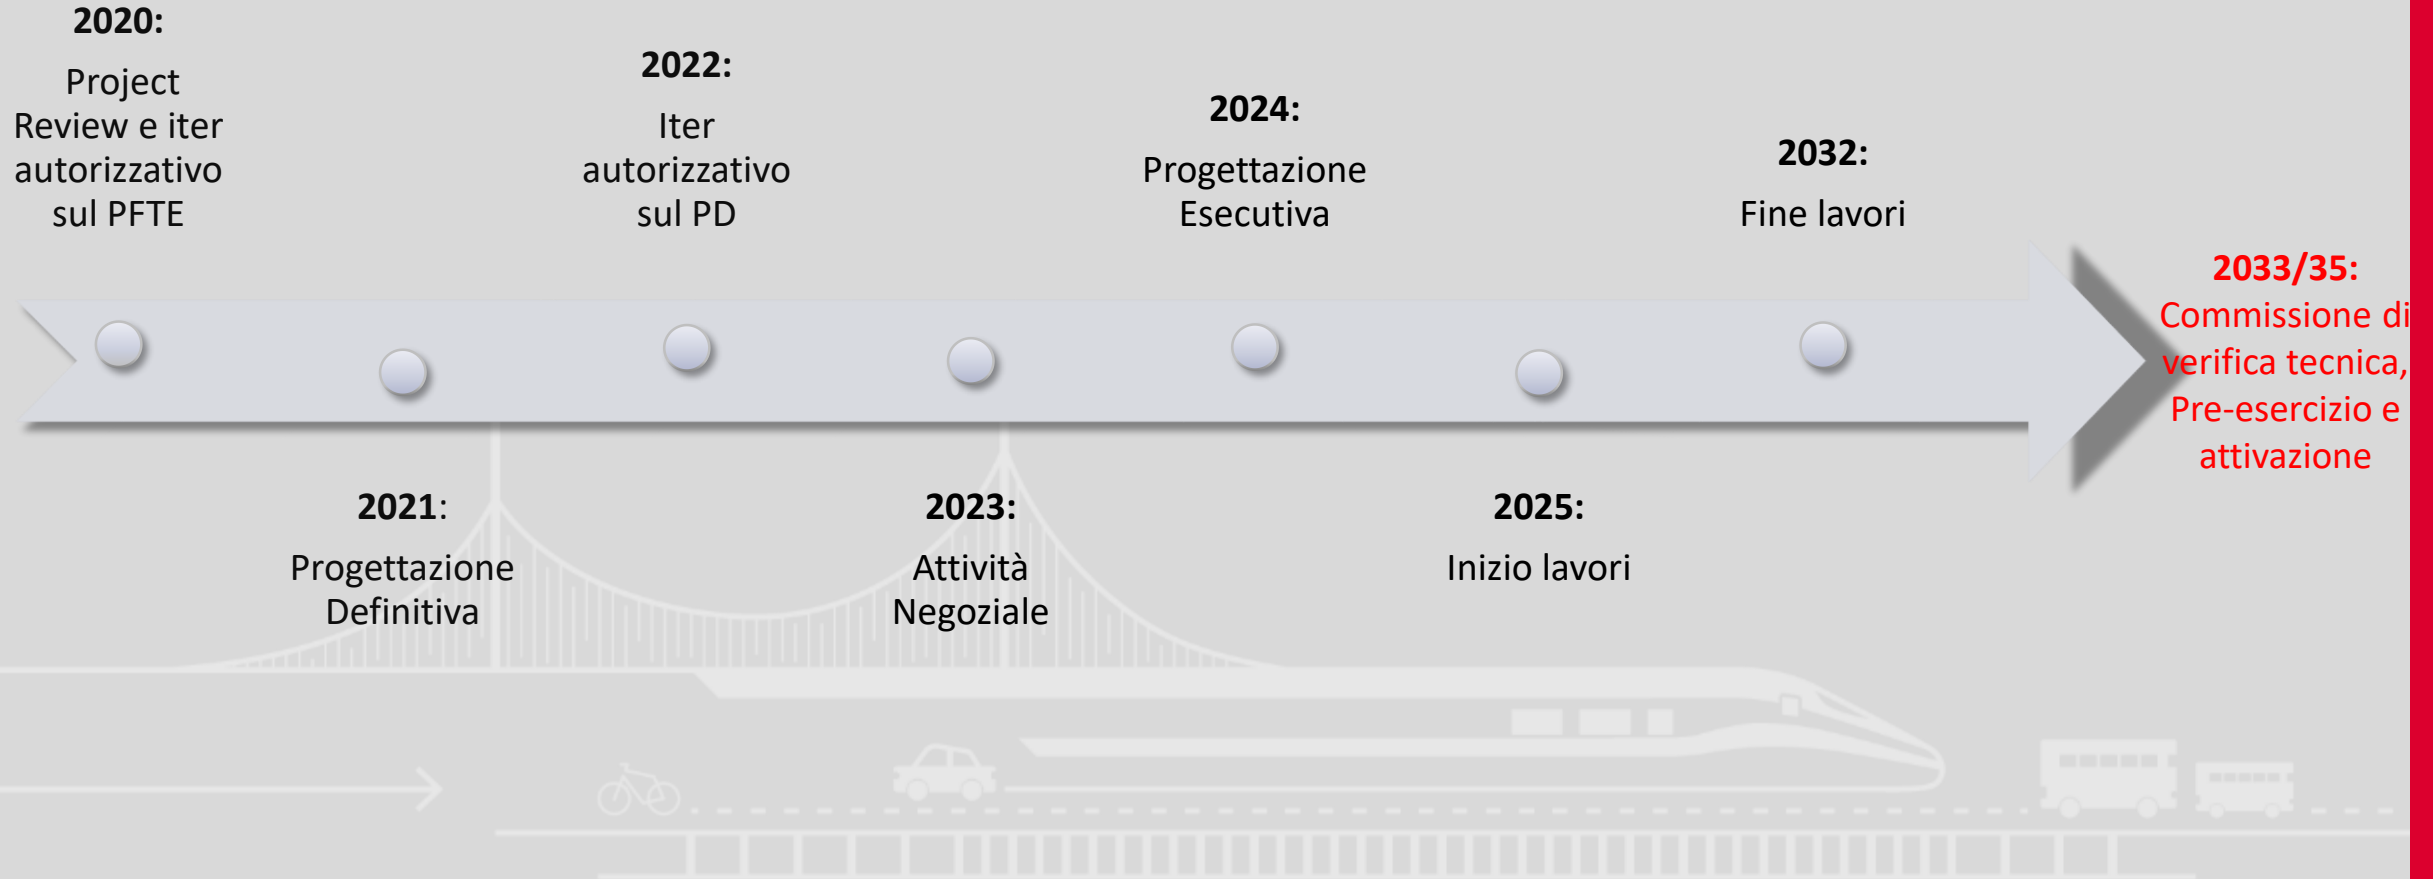 2020:
Project
Review e iter
autorizzativo
sul PFTE
2021:
Progettazione
Definitiva
2022:
Iter
autorizzativo
sul PD
2023:
Attività
Negoziale
2024:
Progettazione
Esecutiva
2025:
Inizio lavori
2032:
Fine lavori
2033/35:
Commissione di
verifica tecnica,
Pre-esercizio e
attivazione